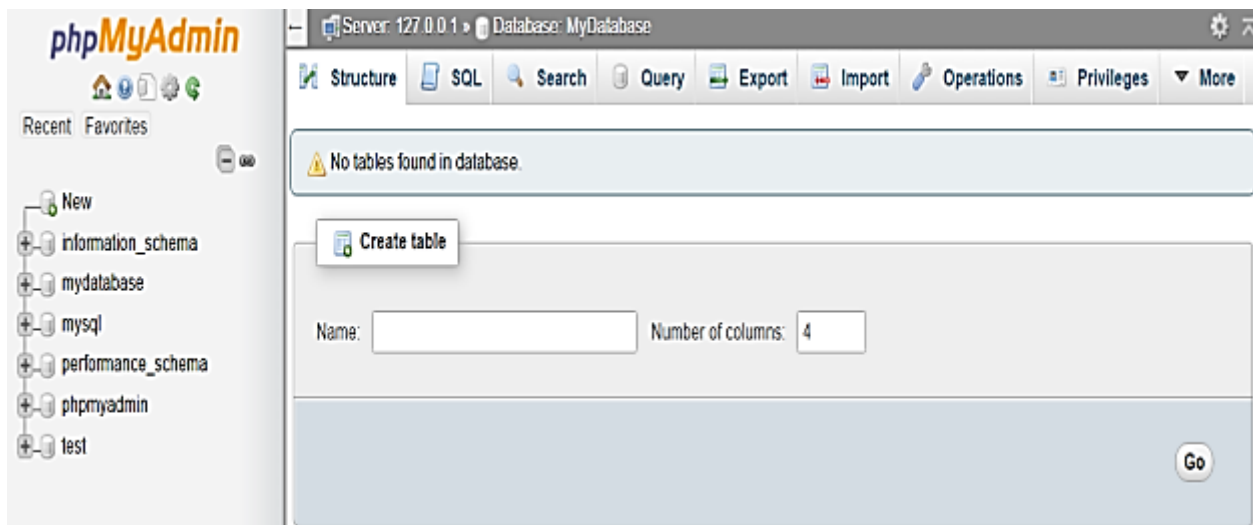 phpMyAdmin
Recent Favorites
New
information_schema
mydatabase
mysql
performance_schema
phpmyadmin
test
Server: 127.0.0.1 » Database: MyDatabase
Structure SQL Search Query Export Import Operations Privileges More
No tables found in database.
Create table
Name: Number of columns: 4
Go